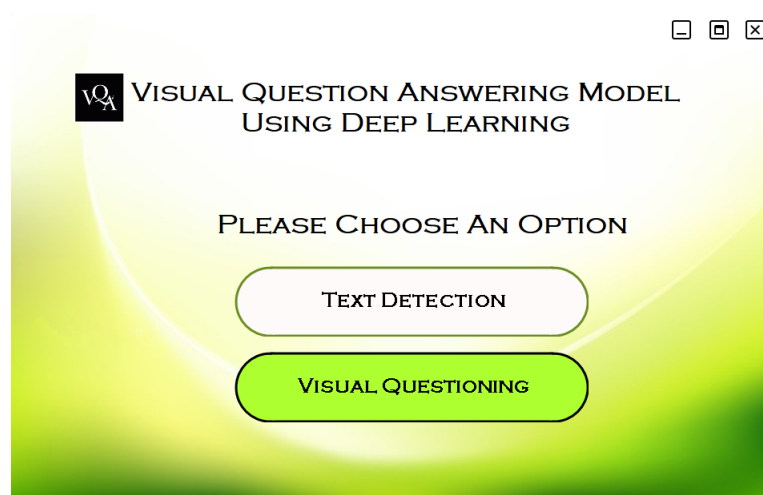 VQA
Visual Question Answering Model
Using Deep Learning
Please Choose An Option
Text Detection
Visual Questioning